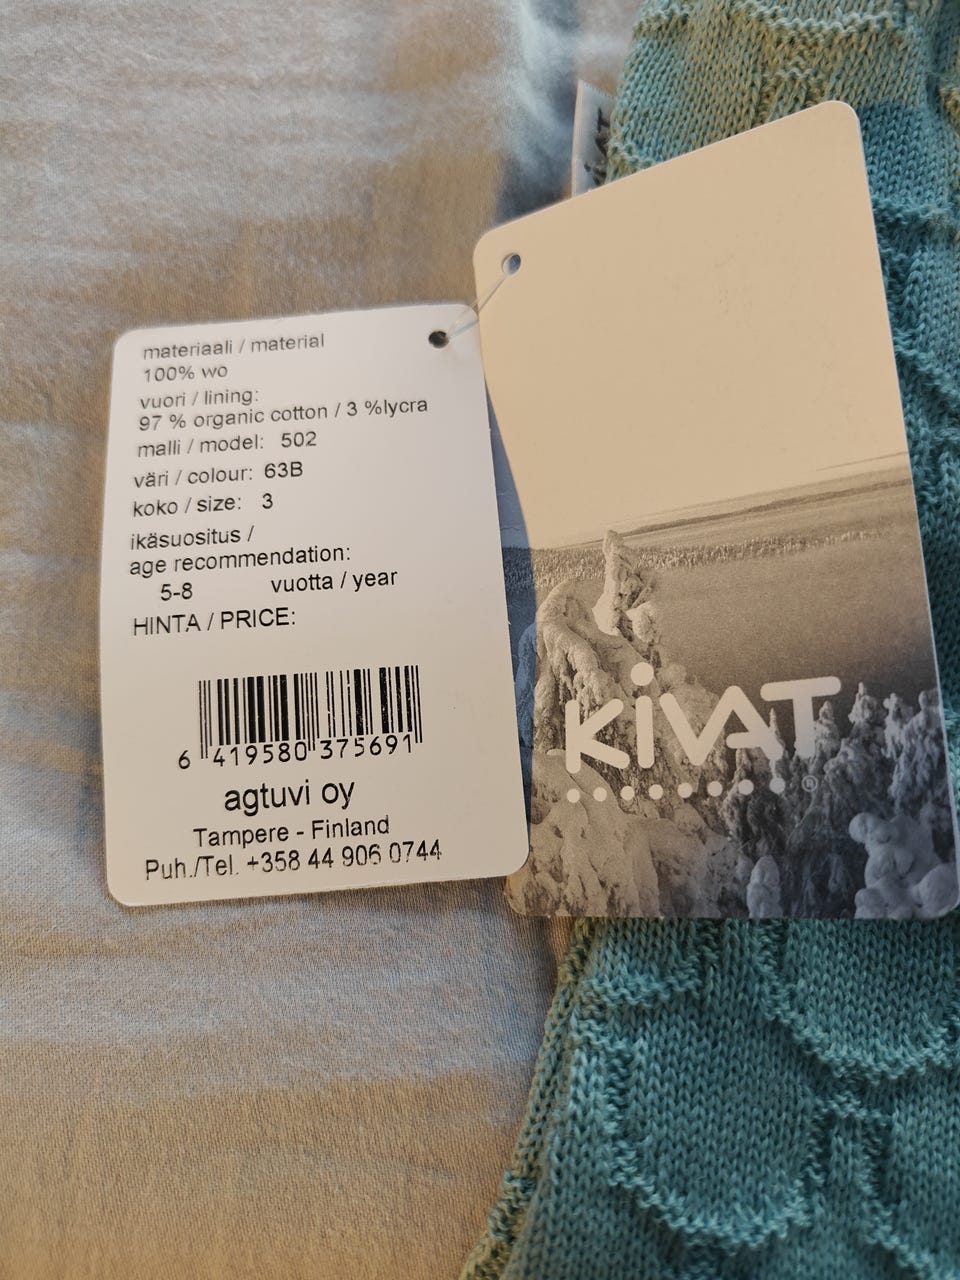 materiaali / material
100% wo
vuori / lining:
97 % organic cotton / 3 %lycra
malli / model: 502
väri / colour: 63B
koko / size: 3
ikäsuositus /
age recommendation:
5-8 vuotta / year
HINTA / PRICE:
6 419580 375691
agtuvi oy
Tampere - Finland
Puh./Tel. +358 44 906 0744
KiVAT
®